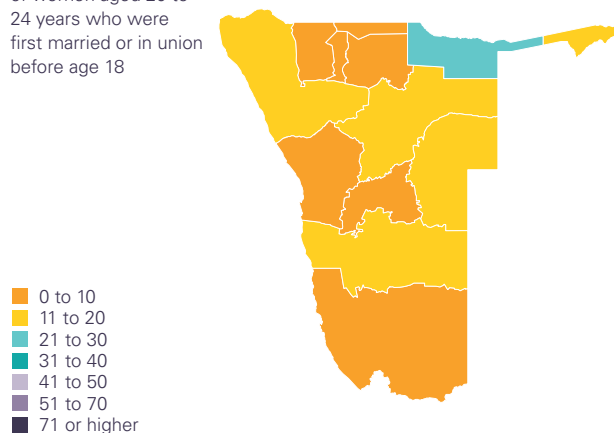 24 years who were
first married or in union
before age 18
0 to 10
11 to 20
21 to 30
31 to 40
41 to 50
51 to 70
71 or higher